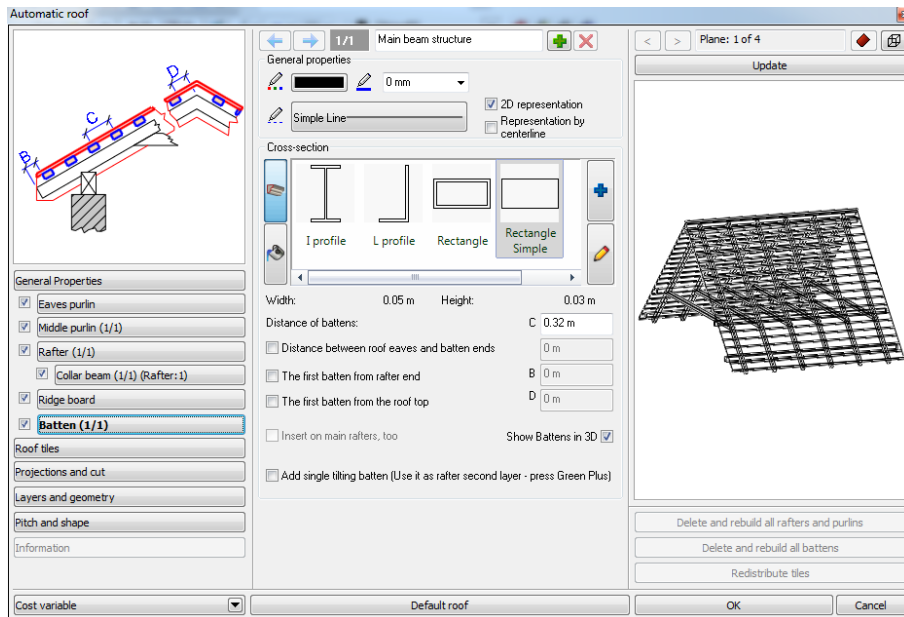 Automatic roof
D
C
B
General Properties
Eaves purlin
Middle purlin (1/1)
Rafter (1/1)
Collar beam (1/1) (Rafter:1)
Ridge board
Batten (1/1)
Roof tiles
Projections and cut
Layers and geometry
Pitch and shape
Information
Cost variable
1/1
Main beam structure
General properties
0 mm
Simple Line
2D representation
Representation by
centerline
Cross-section
I profile
L profile
Rectangle
Rectangle
Simple
Width: 0.05 m Height: 0.03 m
Distance of battens: C 0.32 m
Distance between roof eaves and batten ends 0 m
The first batten from rafter end B 0 m
The first batten from the roof top D 0 m
Insert on main rafters, too Show Battens in 3D
Add single tilting batten (Use it as rafter second layer - press Green Plus)
Default roof
< > Plane: 1 of 4
Update
Delete and rebuild all rafters and purlins
Delete and rebuild all battens
Redistribute tiles
OK
Cancel